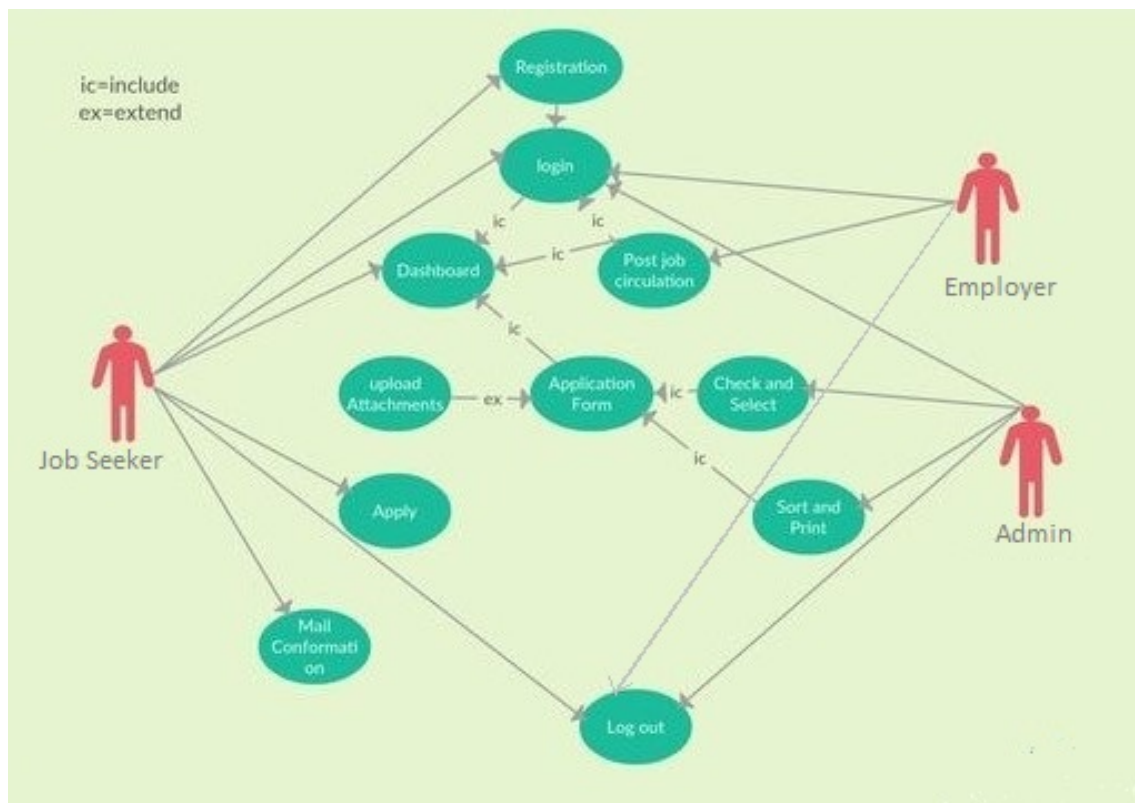 ic=include
ex=extend
Registration
login
ic
ic
Dashboard
ic
Post job
circulation
Employer
ic
upload
Attachments
ex
Application
Form
ic
Check and
Select
Job Seeker
ic
Apply
Sort and
Print
Admin
Mail
Conformati
on
Log out